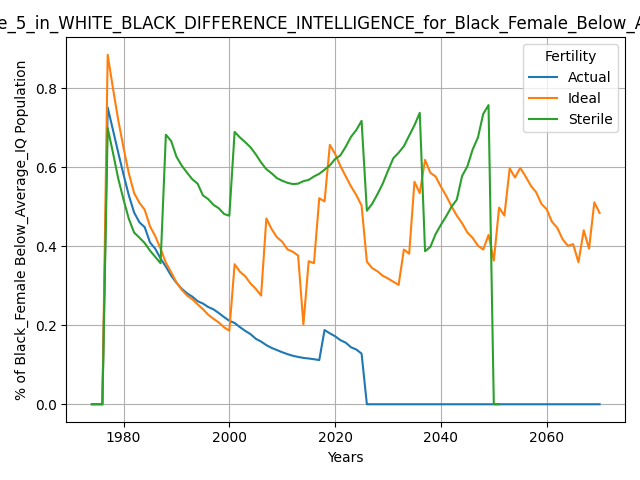 e_5_in_WHITE_BLACK_DIFFERENCE_INTELLIGENCE_for_Black_Female_Below_A
Fertility
Actual
Ideal
Sterile
% of Black_Female Below_Average_IQ Population
0.8
0.6
0.4
0.2
0.0
1980
2000
2020
2040
2060
Years